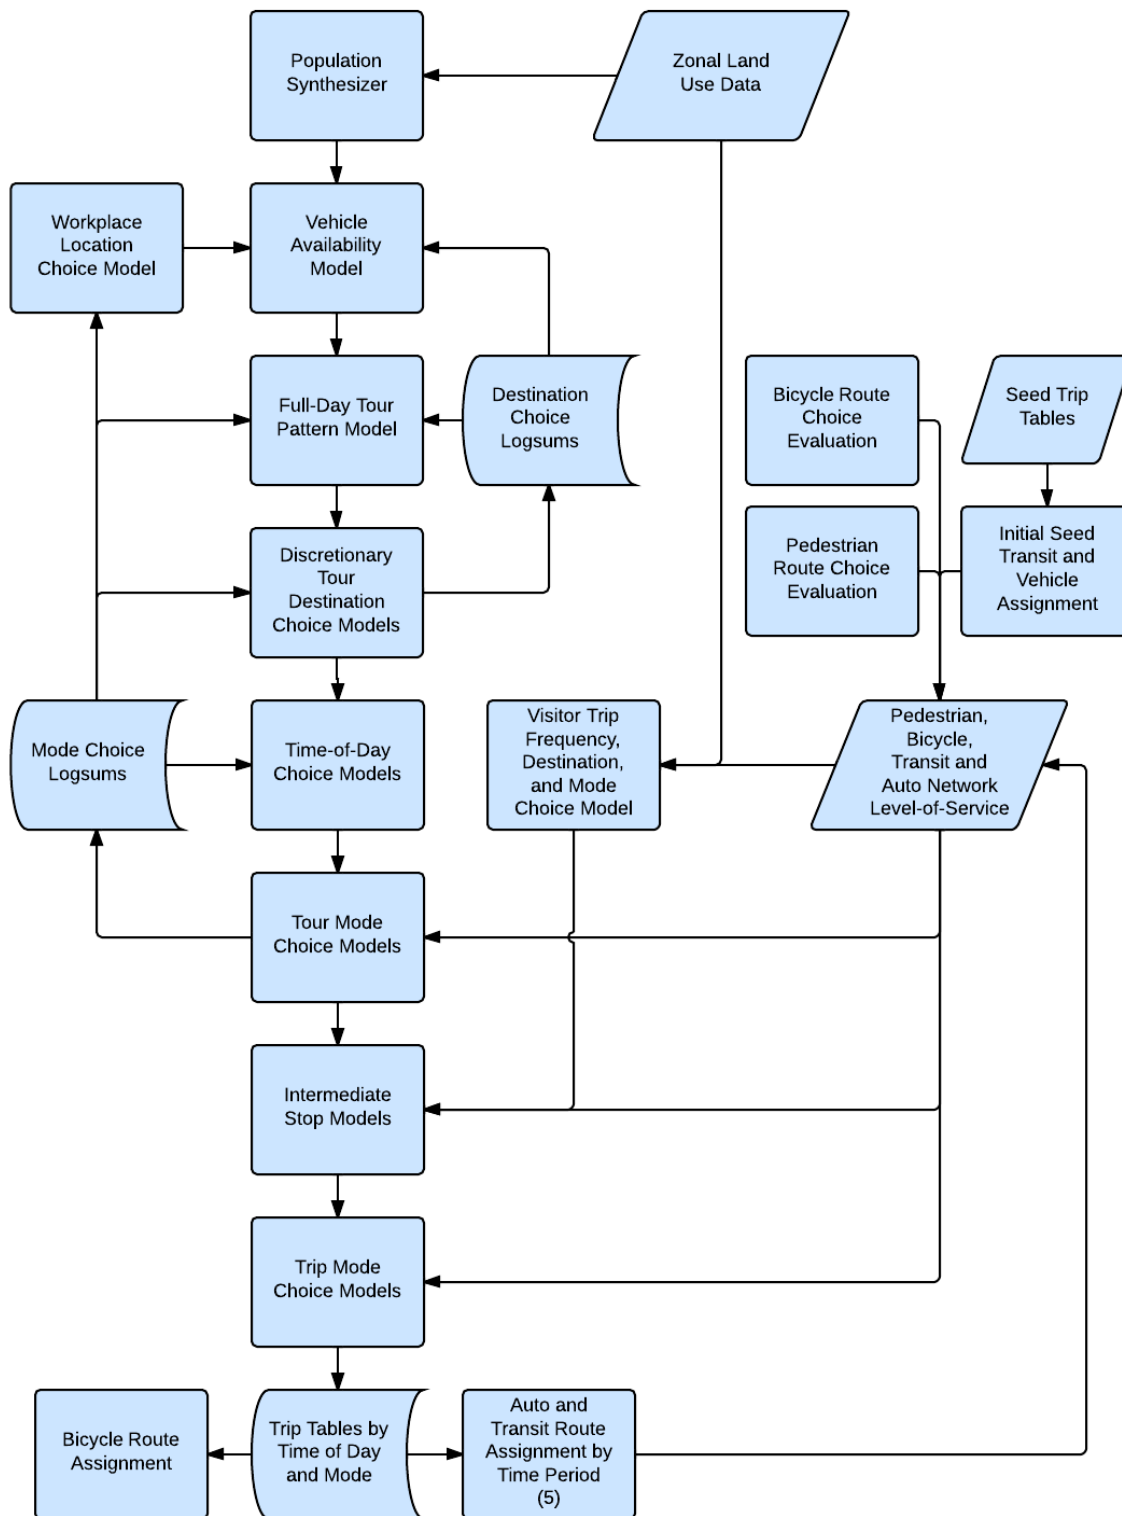 Population
Synthesizer
Zonal Land
Use Data
Workplace
Location
Choice Model
Vehicle
Availability
Model
Full-Day Tour
Pattern Model
Destination
Choice
Logsums
Bicycle Route
Choice
Evaluation
Seed Trip
Tables
Discretionary
Tour
Destination
Choice Models
Pedestrian
Route Choice
Evaluation
Initial Seed
Transit and
Vehicle
Assignment
Mode Choice
Logsums
Time-of-Day
Choice Models
Visitor Trip
Frequency,
Destination,
and Mode
Choice Model
Pedestrian,
Bicycle,
Transit and
Auto Network
Level-of-Service
Tour Mode
Choice Models
Intermediate
Stop Models
Trip Mode
Choice Models
Bicycle Route
Assignment
Trip Tables by
Time of Day
and Mode
Auto and
Transit Route
Assignment by
Time Period
(5)